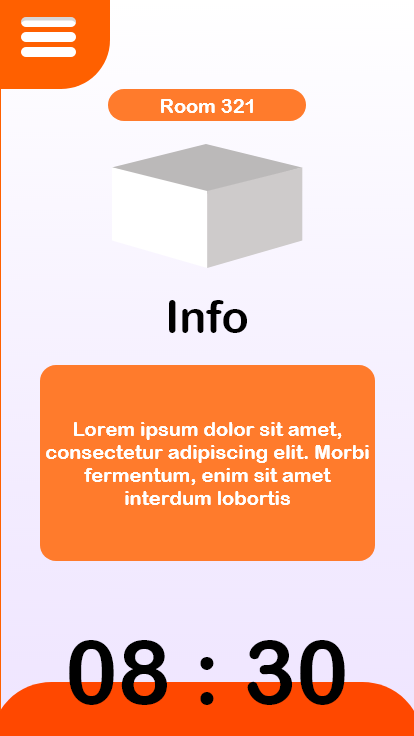 Room 321
Info
Lorem ipsum dolor sit amet,
consectetur adipiscing elit. Morbi
fermentum, enim sit amet
interdum lobortis
08 : 30